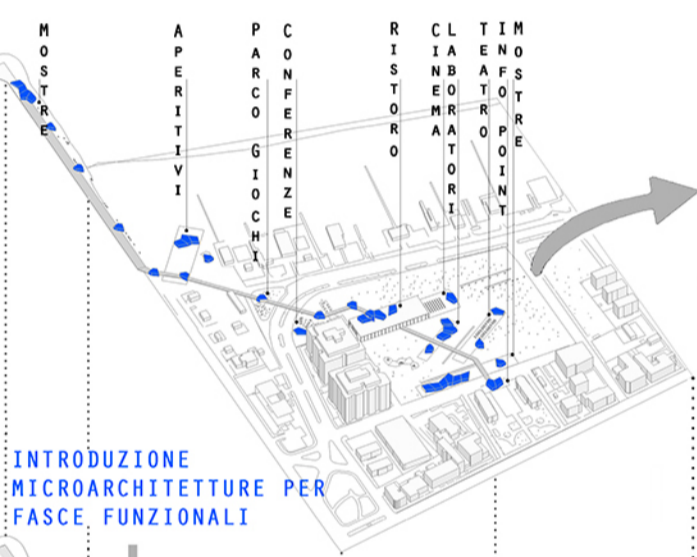 MOSTRE
APERITIVI
PARCO GIOCHI
CONFERENZE
RISTORO
CINEMA
LABORATORI
TEATRO
INFO POINT
MOSTRE
INTRODUZIONE
MICROARCHITETTURE PER
FASCE FUNZIONALI